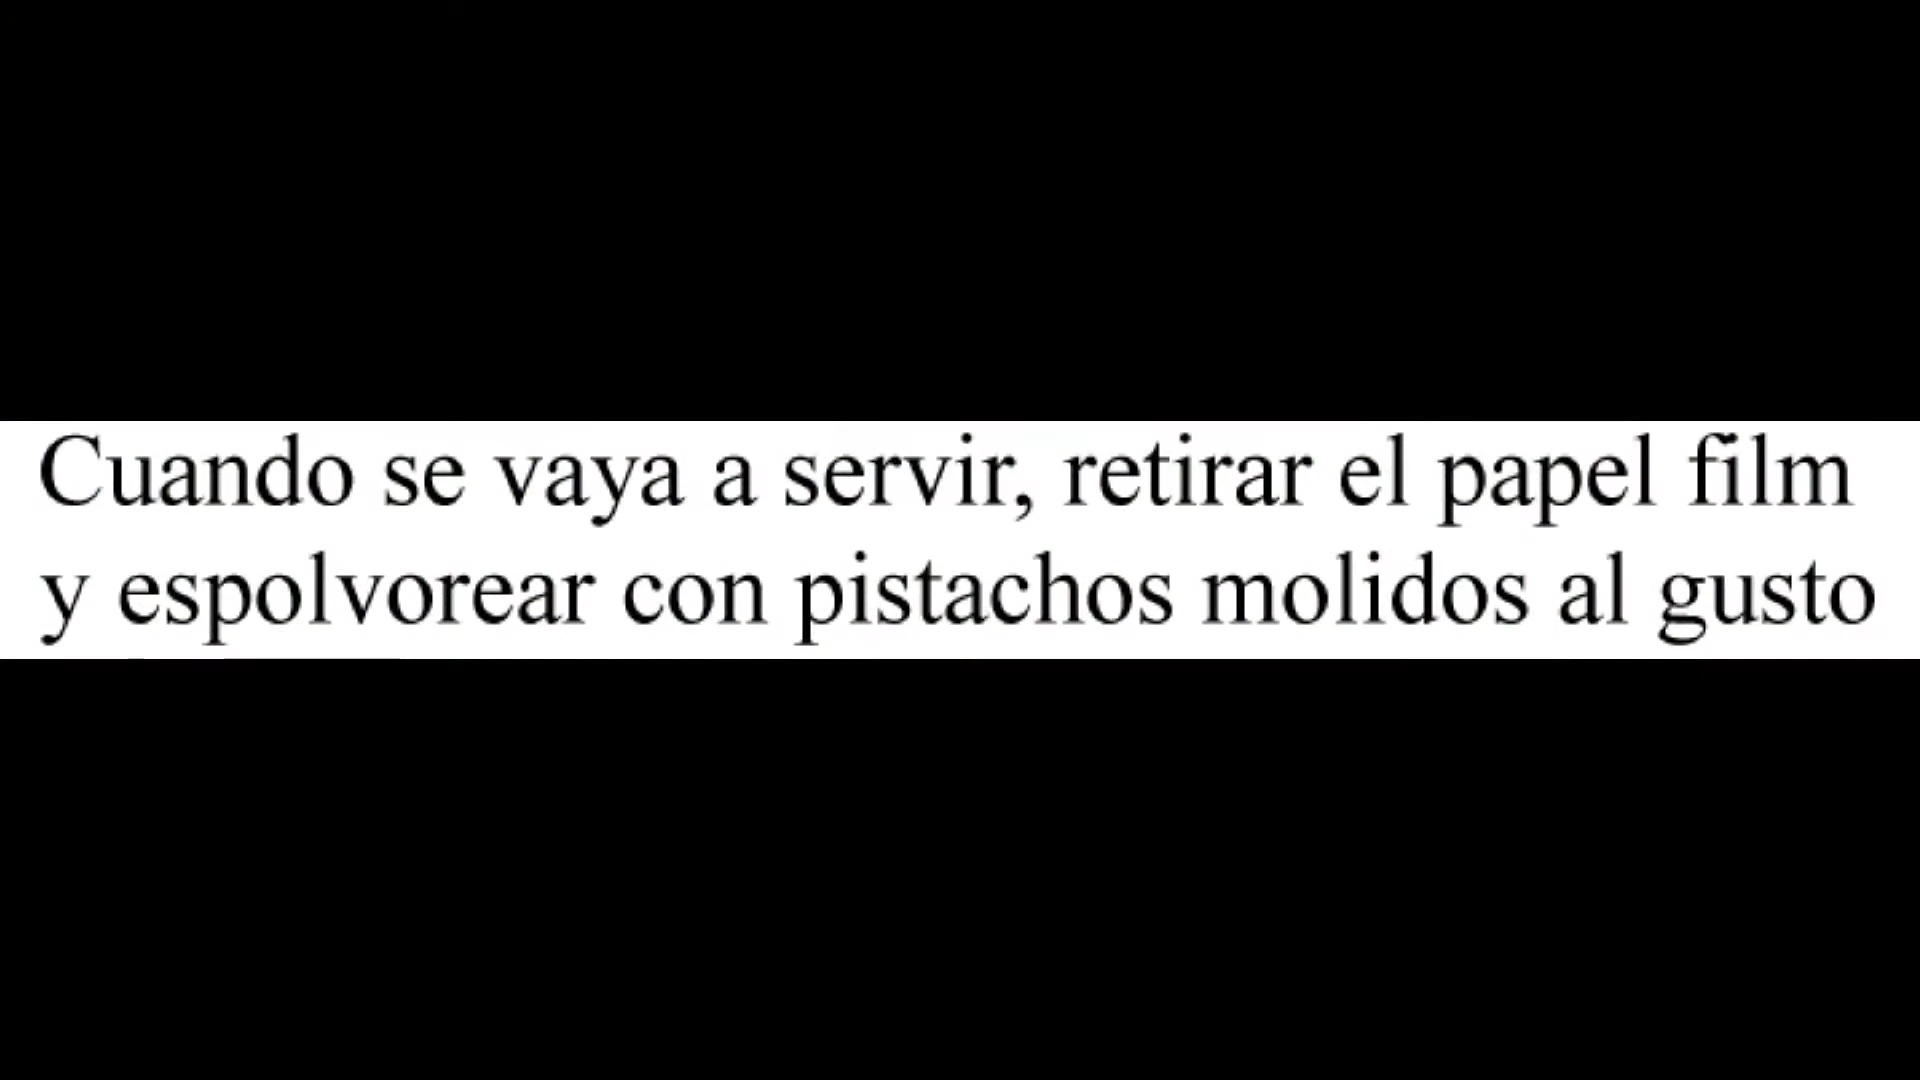 Cuando se vaya a servir, retirar el papel film
y espolvorear con pistachos molidos al gusto